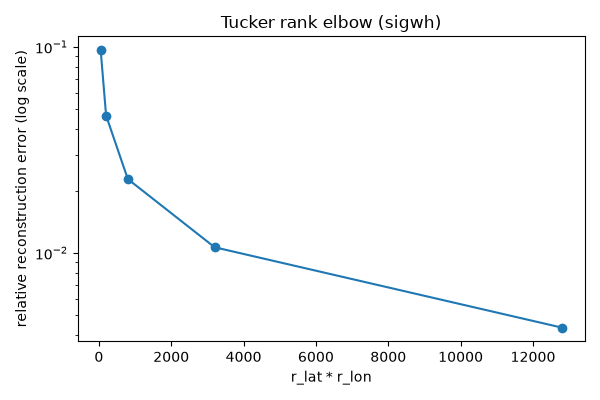 Tucker rank elbow (sigwh)
relative reconstruction error (log scale)
10⁻¹
10⁻²
0 2000 4000 6000 8000 10000 12000
r_lat * r_lon